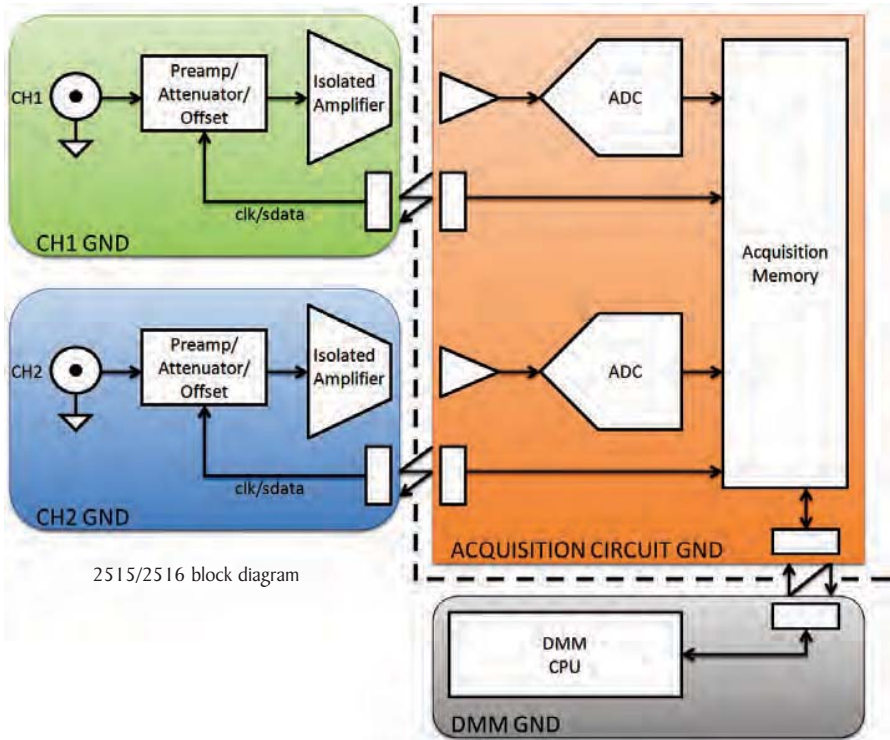 CH1
Preamp/
Attenuator/
Offset
Isolated
Amplifier
clk/sdata
CH1 GND
CH2
Preamp/
Attenuator/
Offset
Isolated
Amplifier
clk/sdata
CH2 GND
2515/2516 block diagram
ADC
Acquisition
Memory
ADC
ACQUISITION CIRCUIT GND
DMM
CPU
DMM GND